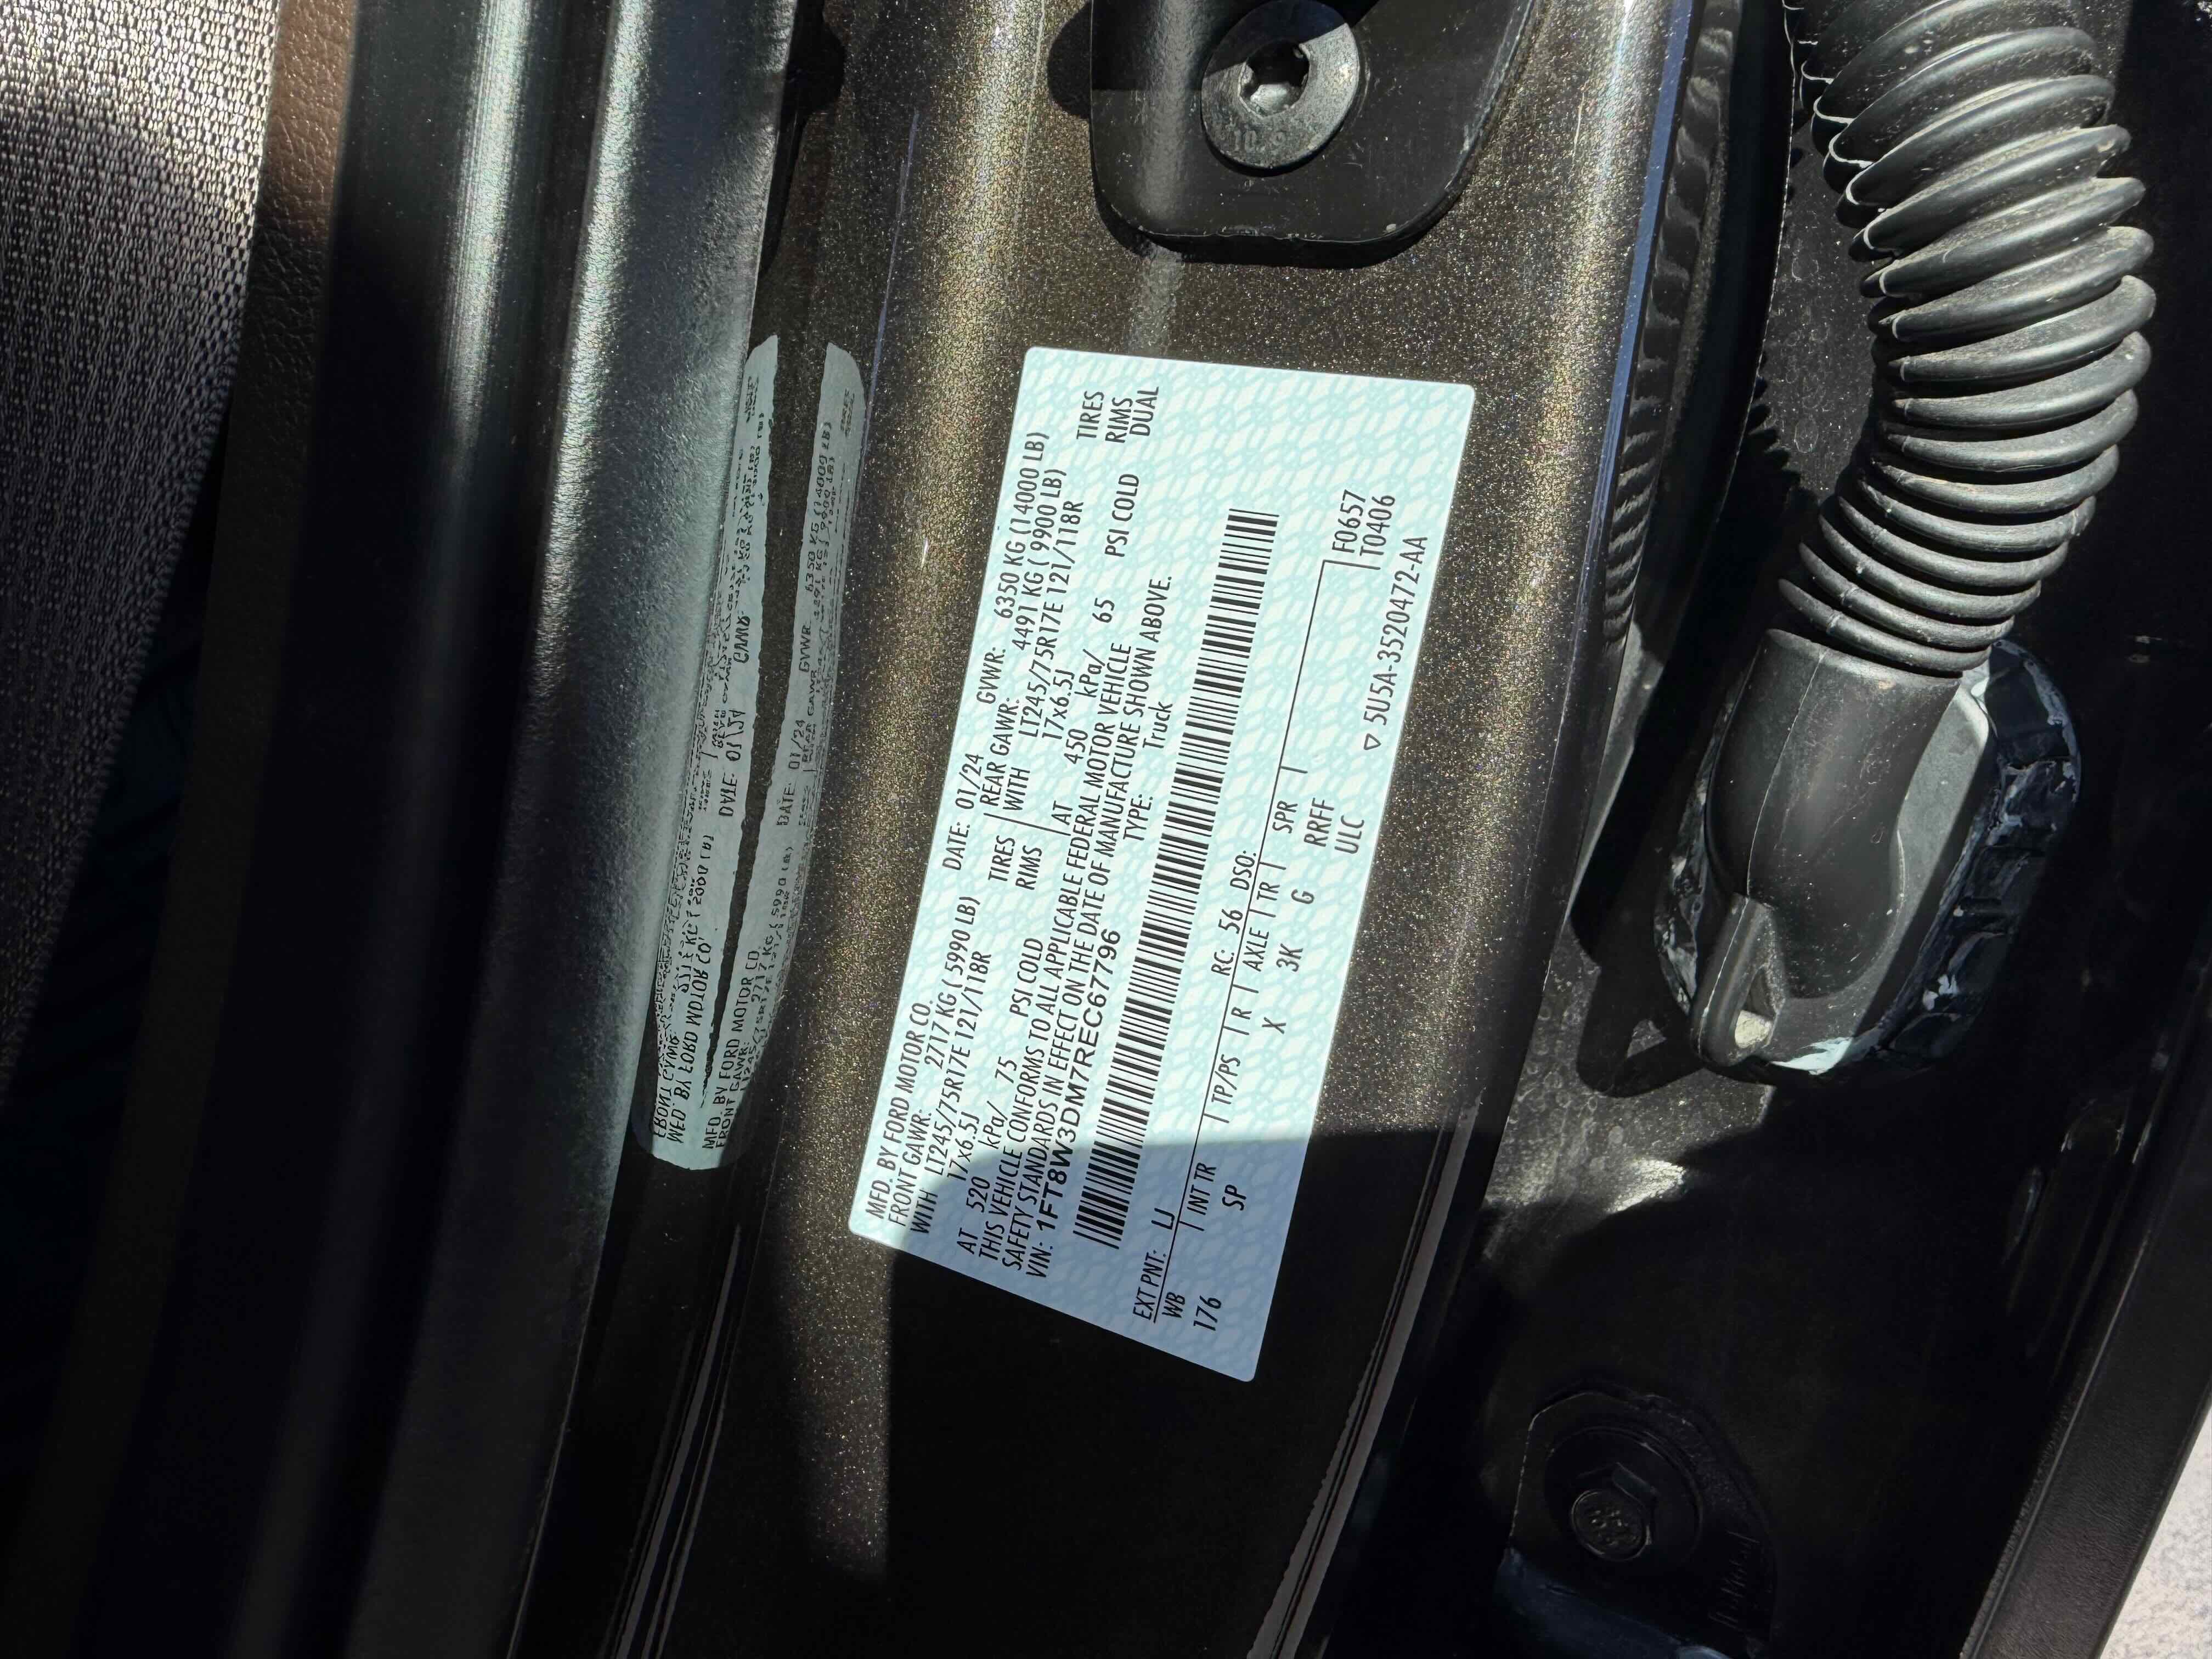 MFD. BY FORD MOTOR CO.
DATE: 01/24 GVWR: 6350 KG (14000 LB)
FRONT GAWR: 2717 KG (5990 LB)
REAR GAWR: 4491 KG (9900 LB)
WITH LT245/75R17E 121/118R TIRES
WITH LT245/75R17E 121/118R TIRES
17x6.5J RIMS
17x6.5J RIMS
AT 520 kPa/ 75 PSI COLD
AT 450 kPa/ 65 PSI COLD DUAL
THIS VEHICLE CONFORMS TO ALL APPLICABLE FEDERAL MOTOR VEHICLE
SAFETY STANDARDS IN EFFECT ON THE DATE OF MANUFACTURE SHOWN ABOVE.
VIN: 1FT8W3DM7REC67796 TYPE: Truck
EXT PNT: LJ RC: 56 DSO:
WB INT TR TP/PS R AXLE TR SPR
176 SP X 3K G RRFF
F0657
T0406
ULC
5U5A-3520472-AA
10.9